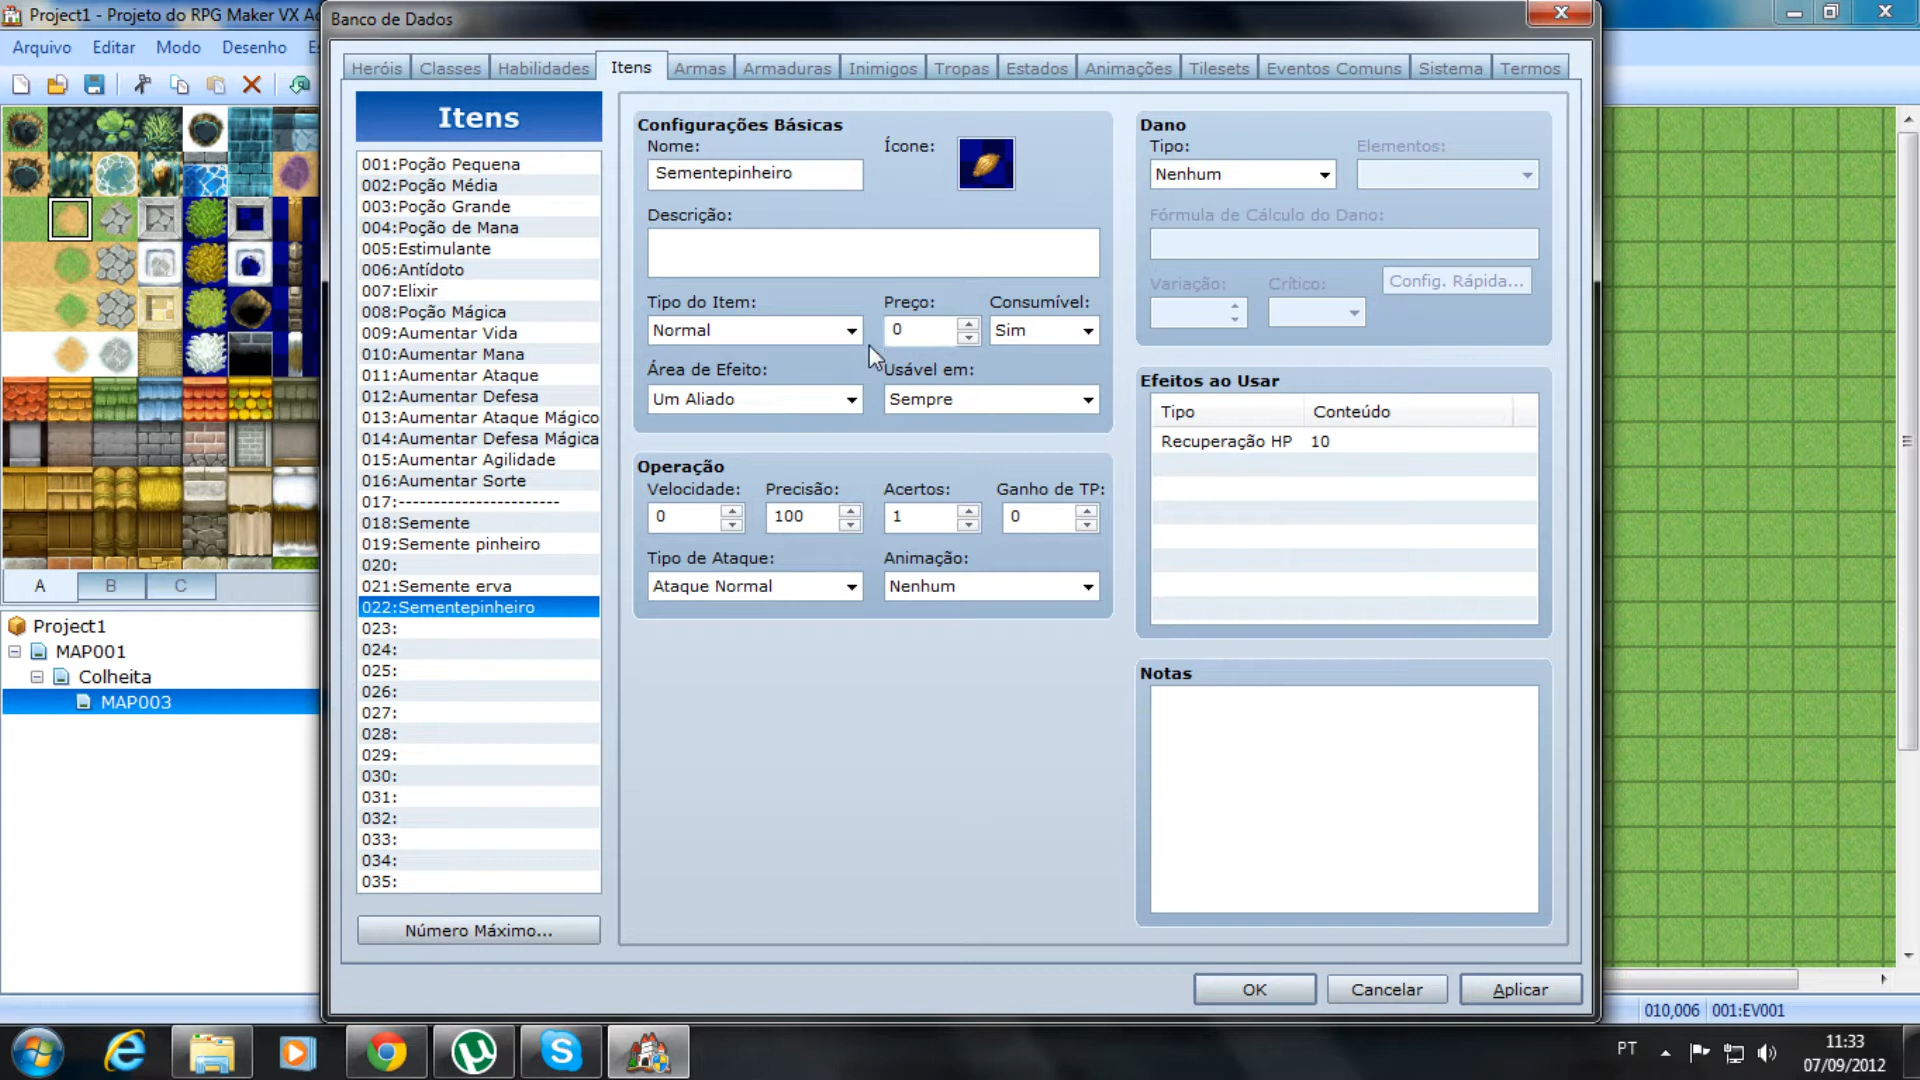 Project1 - Projeto do RPG Maker VX Ac
Banco de Dados
Arquivo Editar Modo Desenho Es
Heróis Classes Habilidades Itens Armas Armaduras Inimigos Tropas Estados Animações Tilesets Eventos Comuns Sistema Termos
Itens
001:Poção Pequena
002:Poção Média
003:Poção Grande
004:Poção de Mana
005:Estimulante
006:Antídoto
007:Elixir
008:Poção Mágica
009:Aumentar Vida
010:Aumentar Mana
011:Aumentar Ataque
012:Aumentar Defesa
013:Aumentar Ataque Mágico
014:Aumentar Defesa Mágica
015:Aumentar Agilidade
016:Aumentar Sorte
017:-----------------------
018:Semente
019:Semente pinheiro
020:
021:Semente erva
022:Sementepinheiro
023:
024:
025:
026:
027:
028:
029:
030:
031:
032:
033:
034:
035:
Número Máximo...
Configurações Básicas
Nome: Ícone:
Sementepinheiro
Descrição:
Tipo do Item: Preço: Consumível:
Normal 0 Sim
Área de Efeito: Usável em:
Um Aliado Sempre
Operação
Velocidade: Precisão: Acertos: Ganho de TP:
0 100 1 0
Tipo de Ataque: Animação:
Ataque Normal Nenhum
Dano
Tipo: Elementos:
Nenhum
Fórmula de Cálculo do Dano:
Variação: Crítico: Config. Rápida...
Efeitos ao Usar
Tipo Conteúdo
Recuperação HP 10
Notas
OK Cancelar Aplicar
A B C
Project1
MAP001
Colheita
MAP003
010,006 001:EV001
PT
11:33
07/09/2012